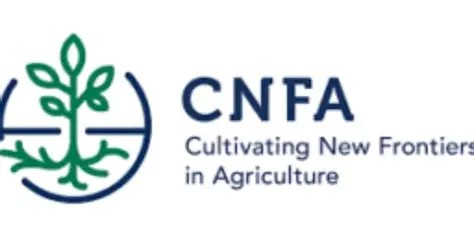 CNFA
Cultivating New Frontiers
in Agriculture